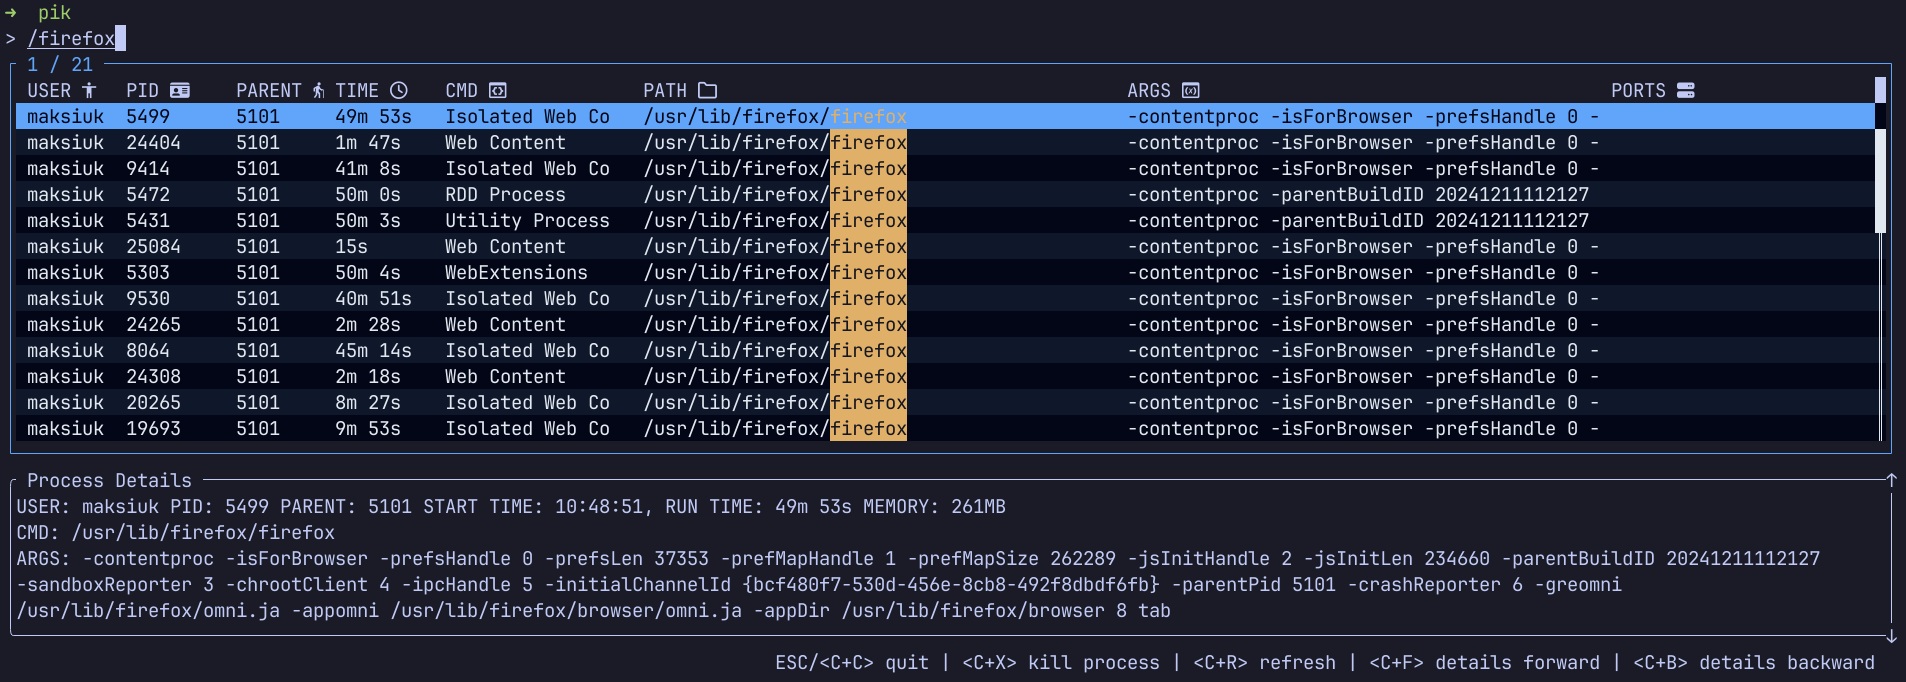 → pik
> /firefox
1 / 21
USER PID PARENT TIME CMD PATH ARGS PORTS
maksiuk 5499 5101 49m 53s Isolated Web Co /usr/lib/firefox/firefox -contentproc -isForBrowser -prefsHandle 0 -
maksiuk 24404 5101 1m 47s Web Content /usr/lib/firefox/firefox -contentproc -isForBrowser -prefsHandle 0 -
maksiuk 9414 5101 41m 8s Isolated Web Co /usr/lib/firefox/firefox -contentproc -isForBrowser -prefsHandle 0 -
maksiuk 5472 5101 50m 0s RDD Process /usr/lib/firefox/firefox -contentproc -parentBuildID 20241211112127
maksiuk 5431 5101 50m 3s Utility Process /usr/lib/firefox/firefox -contentproc -parentBuildID 20241211112127
maksiuk 25084 5101 15s Web Content /usr/lib/firefox/firefox -contentproc -isForBrowser -prefsHandle 0 -
maksiuk 5303 5101 50m 4s WebExtensions /usr/lib/firefox/firefox -contentproc -isForBrowser -prefsHandle 0 -
maksiuk 9530 5101 40m 51s Isolated Web Co /usr/lib/firefox/firefox -contentproc -isForBrowser -prefsHandle 0 -
maksiuk 24265 5101 2m 28s Web Content /usr/lib/firefox/firefox -contentproc -isForBrowser -prefsHandle 0 -
maksiuk 8064 5101 45m 14s Isolated Web Co /usr/lib/firefox/firefox -contentproc -isForBrowser -prefsHandle 0 -
maksiuk 24308 5101 2m 18s Web Content /usr/lib/firefox/firefox -contentproc -isForBrowser -prefsHandle 0 -
maksiuk 20265 5101 8m 27s Isolated Web Co /usr/lib/firefox/firefox -contentproc -isForBrowser -prefsHandle 0 -
maksiuk 19693 5101 9m 53s Isolated Web Co /usr/lib/firefox/firefox -contentproc -isForBrowser -prefsHandle 0 -
Process Details
USER: maksiuk PID: 5499 PARENT: 5101 START TIME: 10:48:51, RUN TIME: 49m 53s MEMORY: 261MB
CMD: /usr/lib/firefox/firefox
ARGS: -contentproc -isForBrowser -prefsHandle 0 -prefsLen 37353 -prefMapHandle 1 -prefMapSize 262289 -jsInitHandle 2 -jsInitLen 234660 -parentBuildID 20241211112127
-sandboxReporter 3 -chrootClient 4 -ipcHandle 5 -initialChannelId {bcf480f7-530d-456e-8cb8-492f8dbdf6fb} -parentPid 5101 -crashReporter 6 -greomni
/usr/lib/firefox/omni.ja -appomni /usr/lib/firefox/browser/omni.ja -appDir /usr/lib/firefox/browser 8 tab
ESC/<C+C> quit | <C+X> kill process | <C+R> refresh | <C+F> details forward | <C+B> details backward